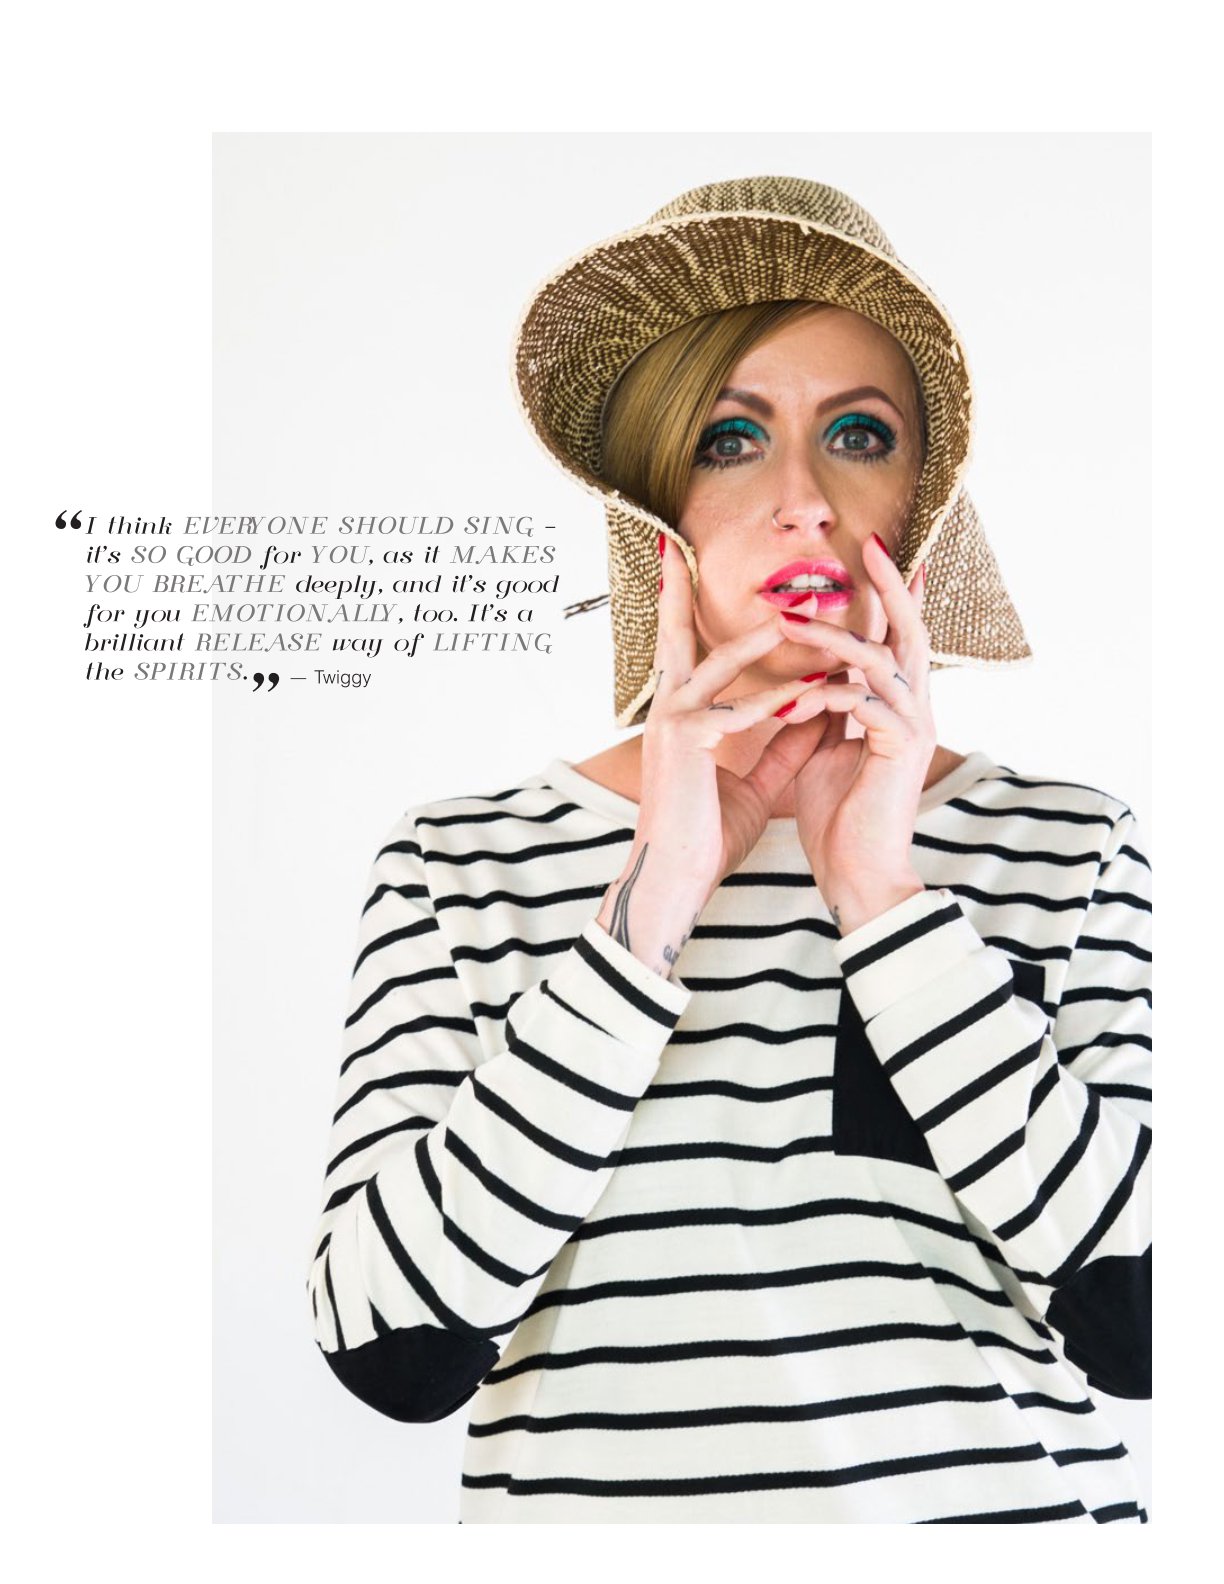 “I think EVERYONE SHOULD SING –
it’s SO GOOD for YOU, as it MAKES
YOU BREATHE deeply, and it’s good
for you EMOTIONALLY, too. It’s a
brilliant RELEASE way of LIFTING
the SPIRITS.” — Twiggy